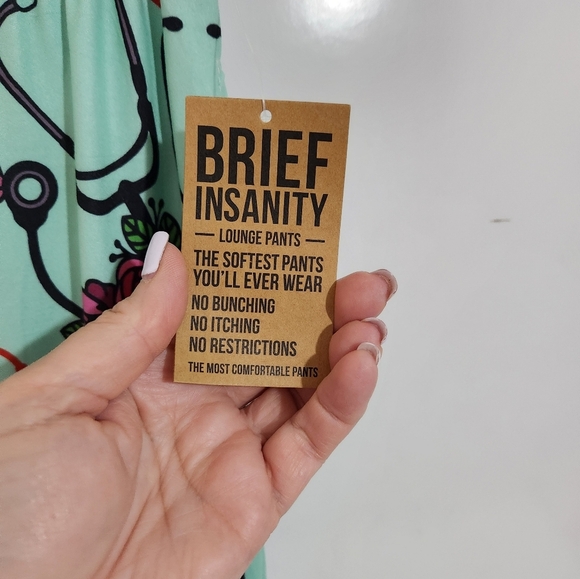 BRIEF
INSANITY
— LOUNGE PANTS —
THE SOFTEST PANTS
YOU'LL EVER WEAR
NO BUNCHING
NO ITCHING
NO RESTRICTIONS
THE MOST COMFORTABLE PANTS